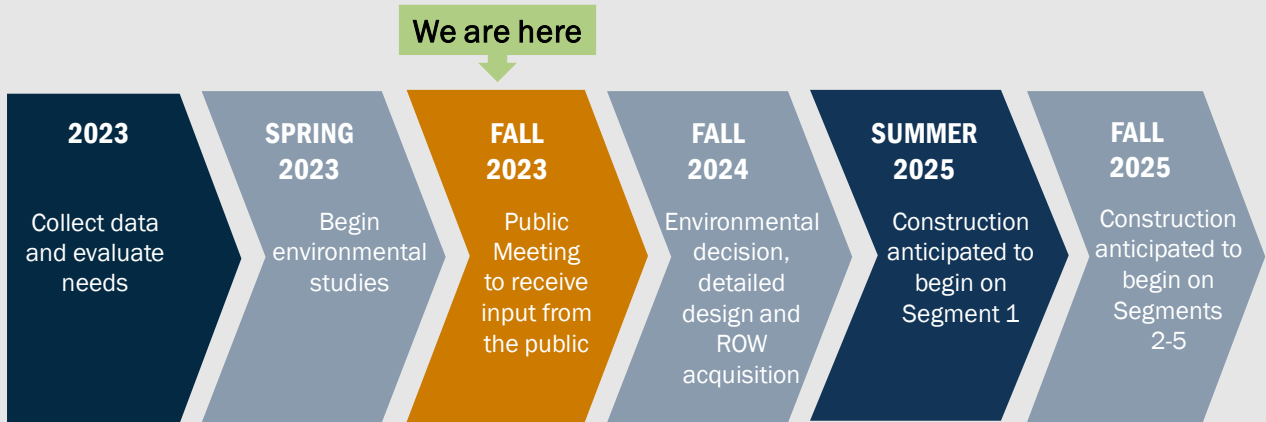 We are here
2023
Collect data
and evaluate
needs
SPRING
2023
Begin
environmental
studies
FALL
2023
Public
Meeting
to receive
input from
the public
FALL
2024
Environmental
decision,
detailed
design and
ROW
acquisition
SUMMER
2025
Construction
anticipated to
begin on
Segment 1
FALL
2025
Construction
anticipated to
begin on
Segments
2-5